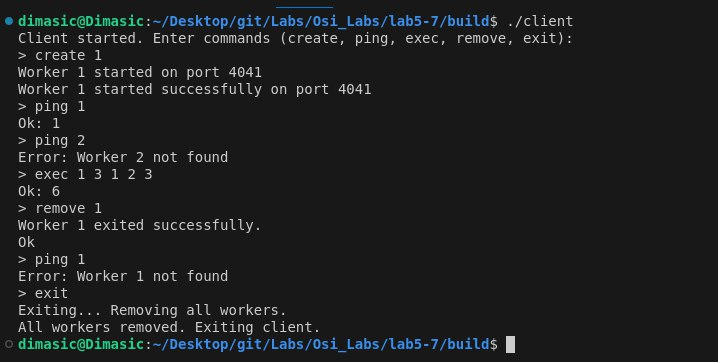 dimasic@Dimasic:~/Desktop/git/Labs/Osi_Labs/lab5-7/build$ ./client
Client started. Enter commands (create, ping, exec, remove, exit):
> create 1
Worker 1 started on port 4041
Worker 1 started successfully on port 4041
> ping 1
Ok: 1
> ping 2
Error: Worker 2 not found
> exec 1 3 1 2 3
Ok: 6
> remove 1
Worker 1 exited successfully.
Ok
> ping 1
Error: Worker 1 not found
> exit
Exiting... Removing all workers.
All workers removed. Exiting client.
dimasic@Dimasic:~/Desktop/git/Labs/Osi_Labs/lab5-7/build$